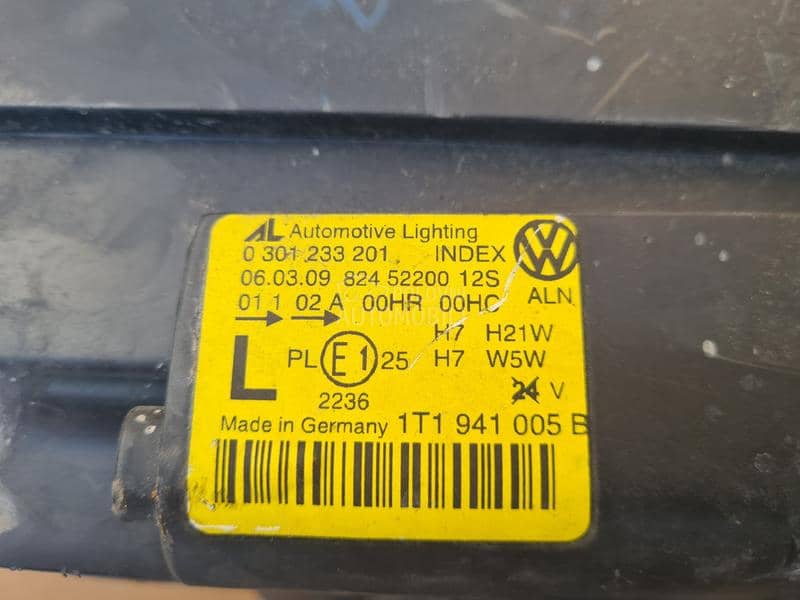 AL Automotive Lighting
0 301 233 201 INDEX
06.03.09 824 52200 12S
01 1 02 A 00HR 00HC
ALN
H7 H21W
L PL E1 25 H7 W5W
2236 24 V
Made in Germany 1T1 941 005 B